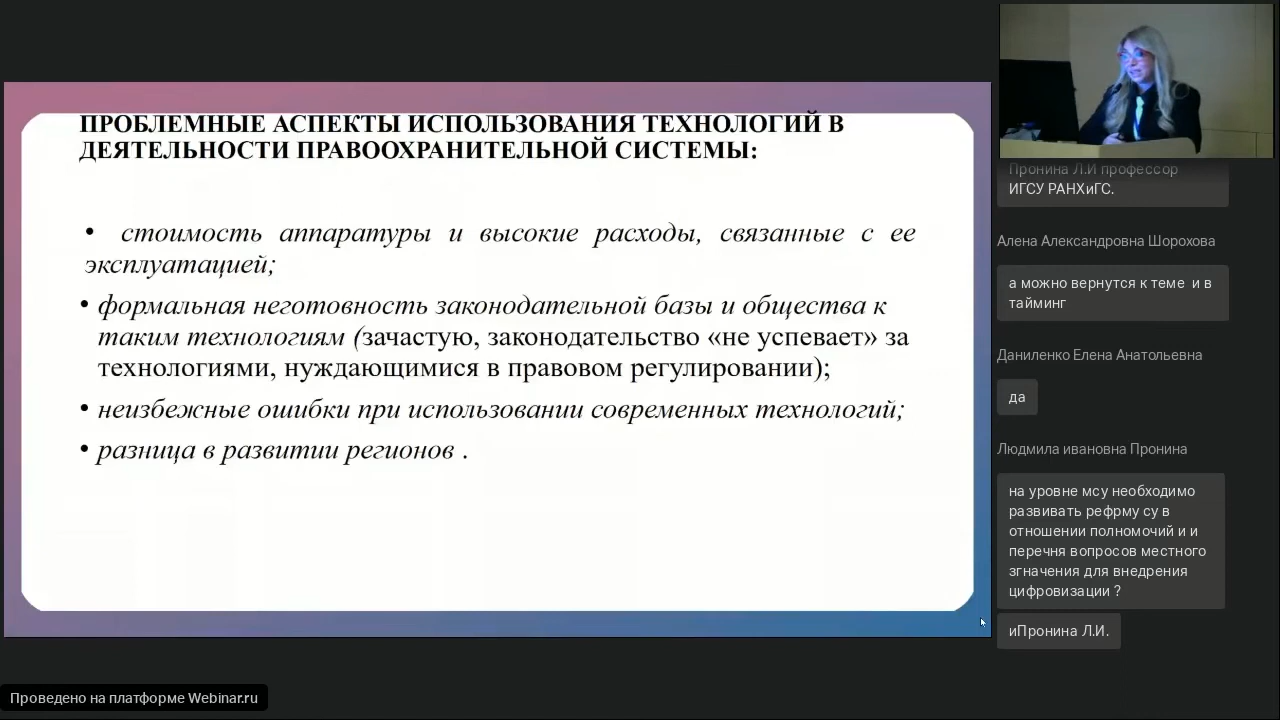 ПРОБЛЕМНЫЕ АСПЕКТЫ ИСПОЛЬЗОВАНИЯ ТЕХНОЛОГИЙ В
ДЕЯТЕЛЬНОСТИ ПРАВООХРАНИТЕЛЬНОЙ СИСТЕМЫ:
• стоимость аппаратуры и высокие расходы, связанные с ее
эксплуатацией;
• формальная неготовность законодательной базы и общества к
таким технологиям (зачастую, законодательство «не успевает» за
технологиями, нуждающимися в правовом регулировании);
• неизбежные ошибки при использовании современных технологий;
• разница в развитии регионов .
Пронина Л.И профессор
ИГСУ РАНХиГС.
Алена Александровна Шорохова
а можно вернутся к теме и в
тайминг
Даниленко Елена Анатольевна
да
Людмила ивановна Пронина
на уровне мсу необходимо
развивать рефрму су в
отношении полномочий и и
перечня вопросов местного
згначения для внедрения
цифровизации ?
иПронина Л.И.
Проведено на платформе Webinar.ru